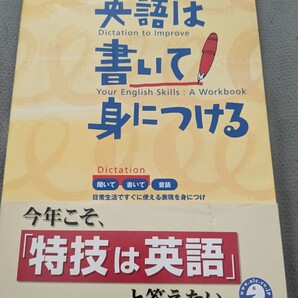 英語は
Dictation to Improve
書いて
Your English Skills : A Workbook
身につける
Dictation
聞いて 書いて 音読
日常生活ですぐに使える表現を身につけ
今年こそ、
「特技は英語」
と答えたい